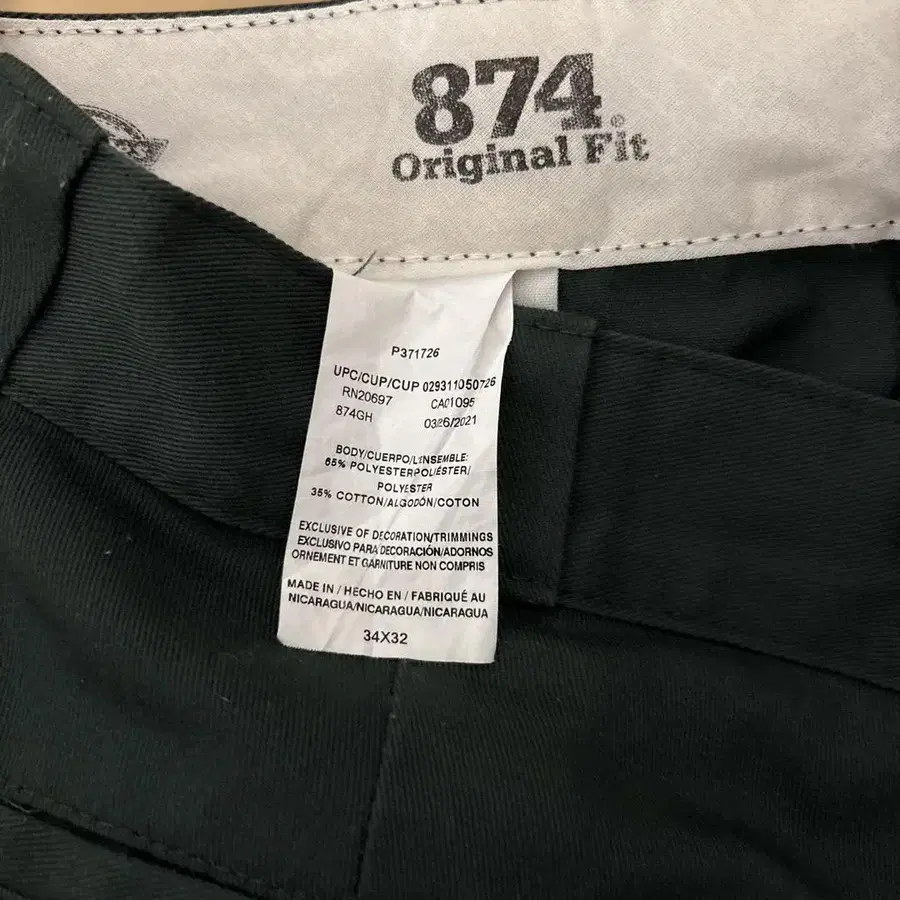 874®
Original Fit
P371726
UPC/CUP/CUP 029311050726
RN20697 CA01095
874GH 03/26/2021
BODY/CUERPO/L'ENSEMBLE:
65% POLYESTERPOLIÉSTER/
POLYESTER
35% COTTON/ALGODÓN/COTON
EXCLUSIVE OF DECORATION/TRIMMINGS
EXCLUSIVO PARA DECORACIÓN/ADORNOS
ORNEMENT ET GARNITURE NON COMPRIS
MADE IN / HECHO EN / FABRIQUÉ AU
NICARAGUA/NICARAGUA/NICARAGUA
34X32